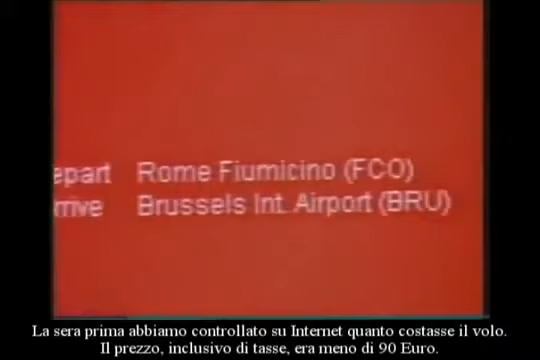 epart Rome Fiumicino (FCO)
rrive Brussels Int. Airport (BRU)
La sera prima abbiamo controllato su Internet quanto costasse il volo.
Il prezzo, inclusivo di tasse, era meno di 90 Euro.